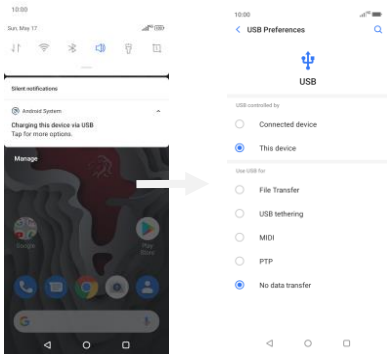 10:00
Sun, May 17
Silent notifications
Android System
Charging this device via USB
Tap for more options.
Manage
Google
Play
Store
10:00
USB Preferences
USB
USB controlled by
Connected device
This device
Use USB for
File Transfer
USB tethering
MIDI
PTP
No data transfer